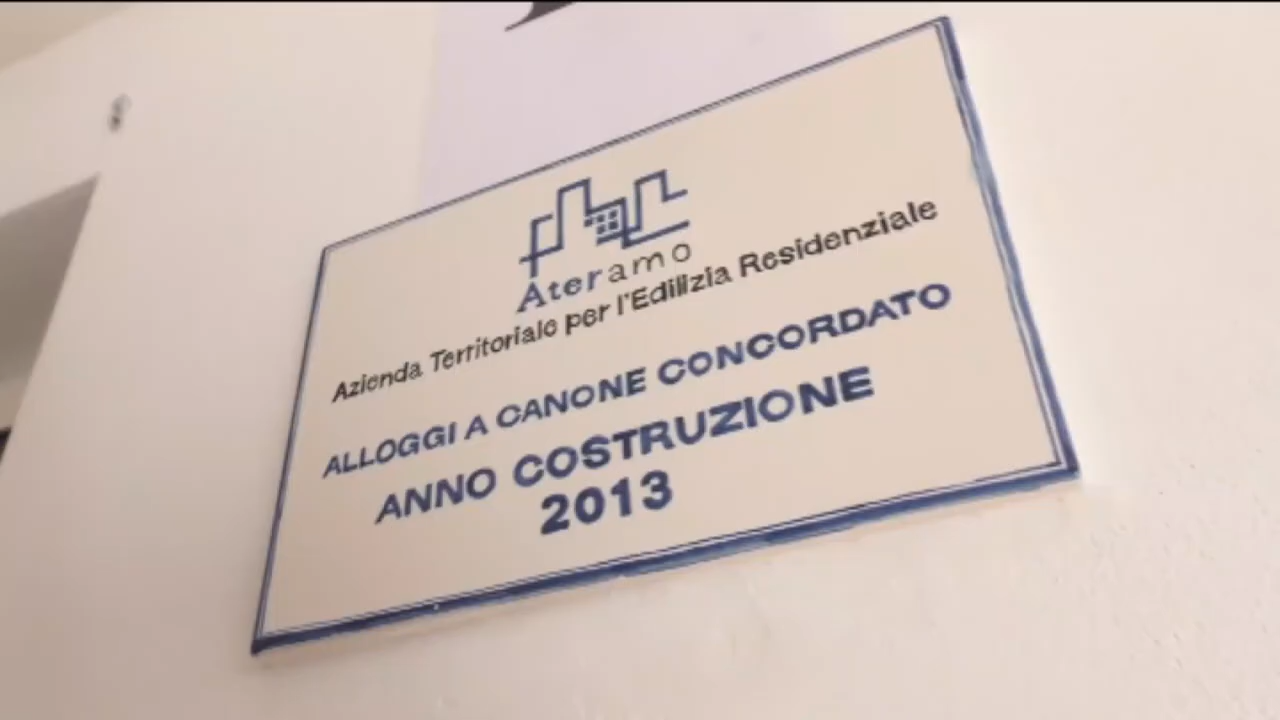 Ateramo
Azienda Territoriale per l'Edilizia Residenziale
ALLOGGI A CANONE CONCORDATO
ANNO COSTRUZIONE
2013